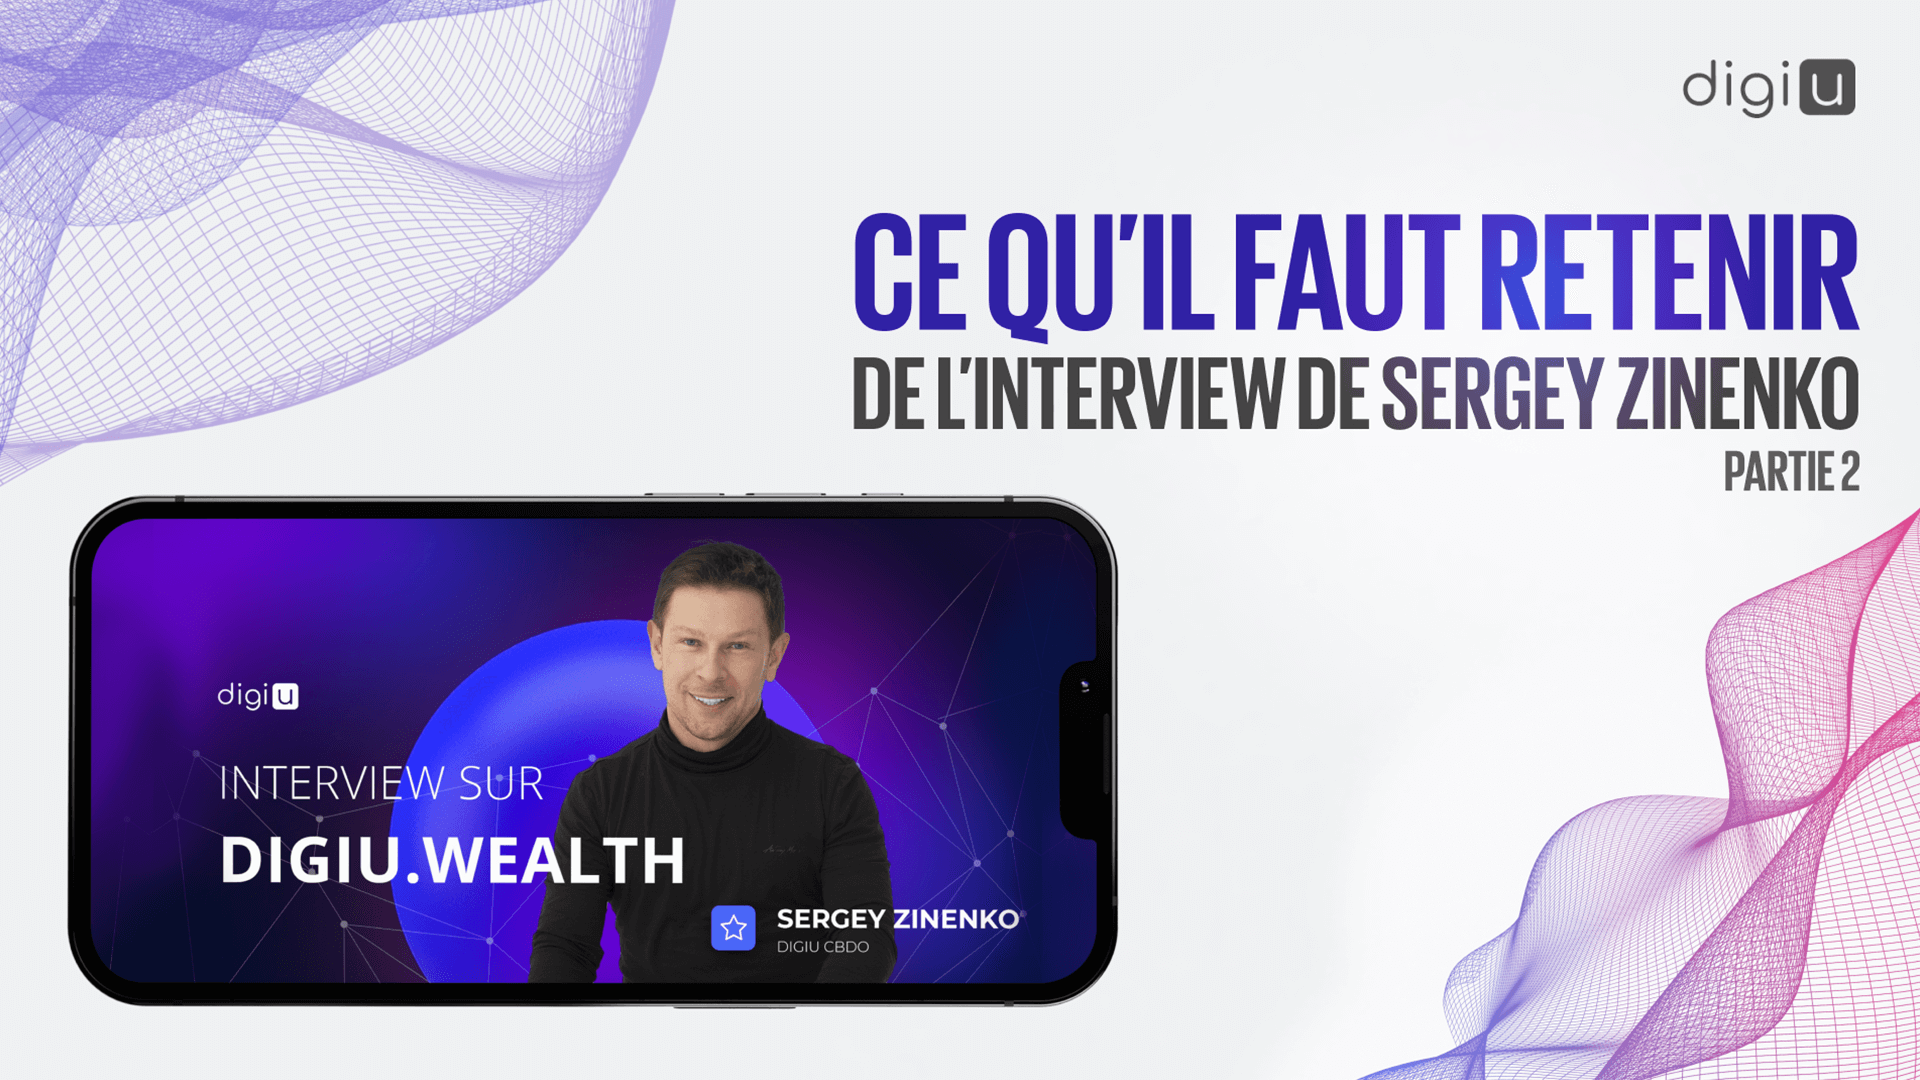 digiu
CE QU'IL FAUT RETENIR
DE L'INTERVIEW DE SERGEY ZINENKO
PARTIE 2
digiu
INTERVIEW SUR
DIGIU.WEALTH
SERGEY ZINENKO
DIGIU CBDO